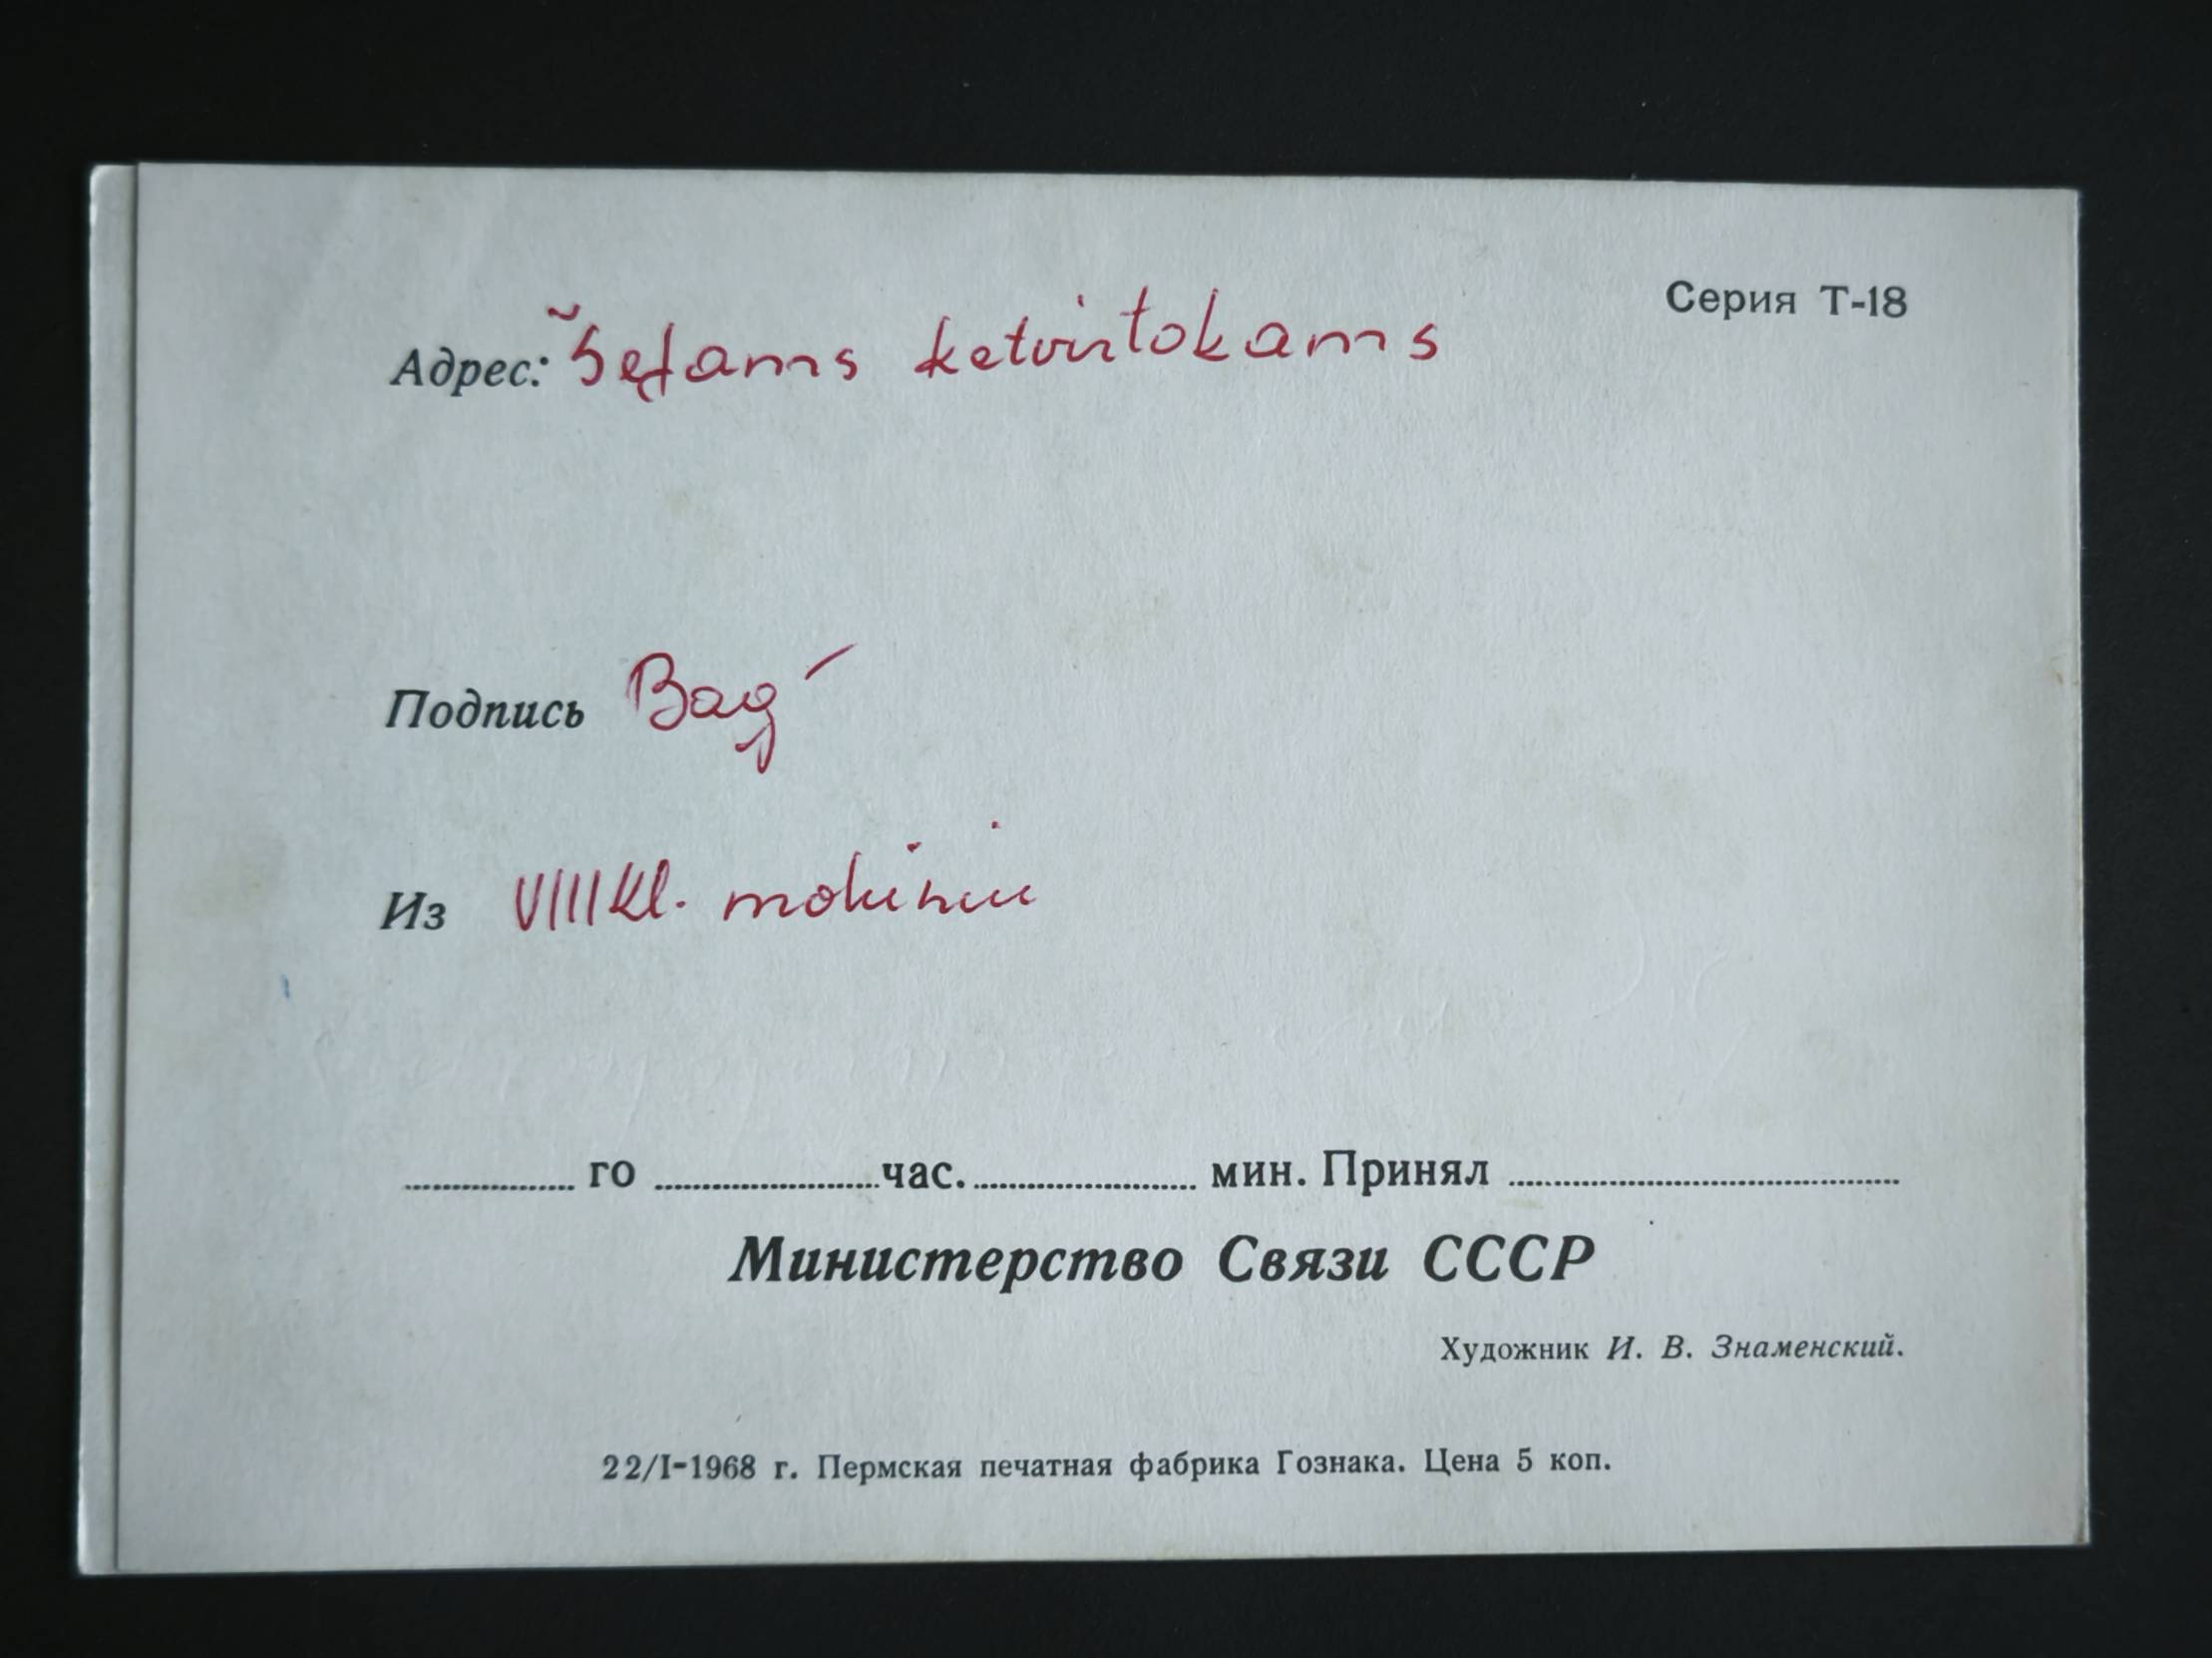 Серия Т-18
Адрес: Šefams ketvirtokams
Подпись Bag
Из VIII kl. mokiniu
го час. мин. Принял
Министерство Связи СССР
Художник И. В. Знаменский.
22/I-1968 г. Пермская печатная фабрика Гознака. Цена 5 коп.